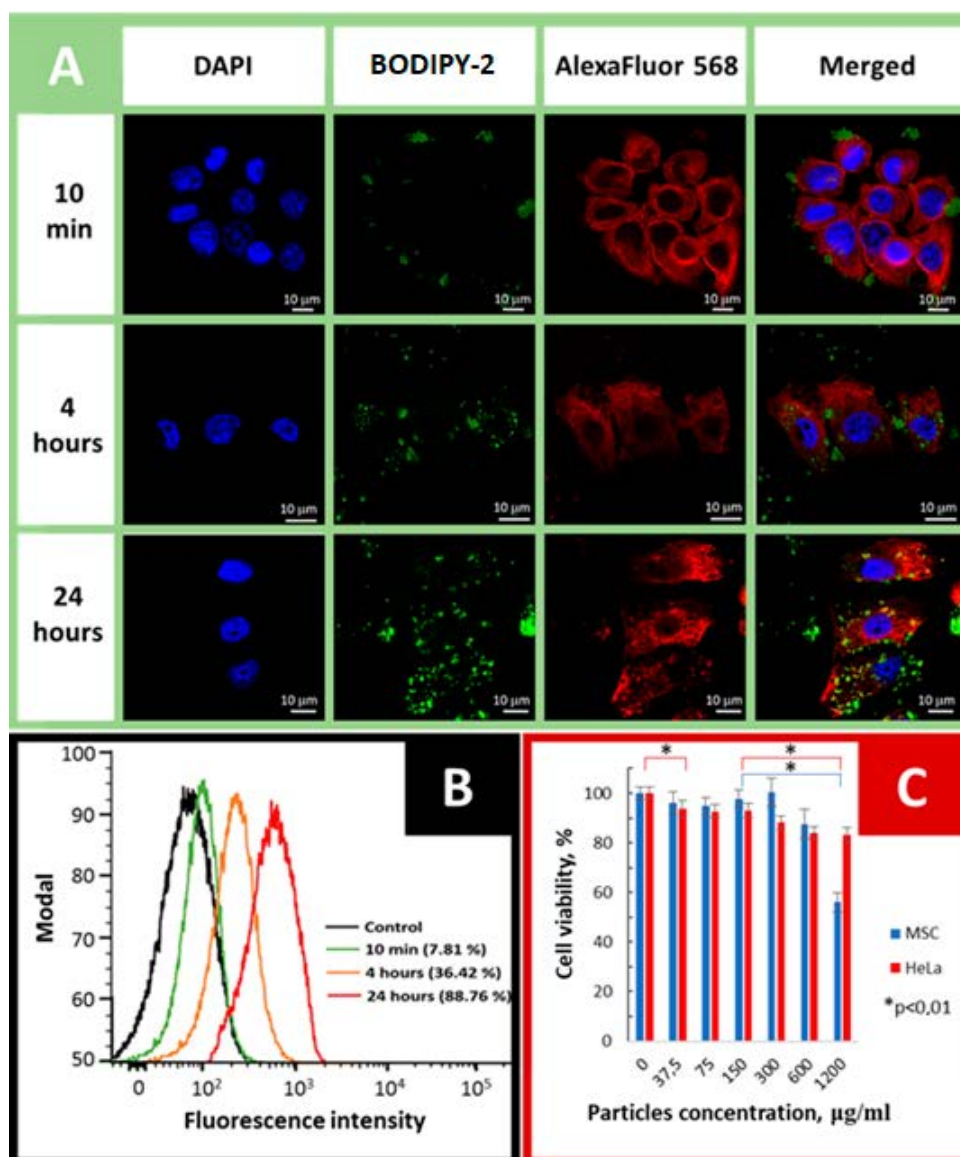 A
DAPI
BODIPY-2
AlexaFluor 568
Merged
10
min
10 μm
10 μm
10 μm
10 μm
4
hours
10 μm
10 μm
10 μm
10 μm
24
hours
10 μm
10 μm
10 μm
10 μm
B
100
90
80
70
60
50
Modal
Control
10 min (7.81 %)
4 hours (36.42 %)
24 hours (88.76 %)
0 10² 10³ 10⁴ 10⁵
Fluorescence intensity
C
* *
*
100
80
60
40
20
0
Cell viability, %
MSC
HeLa
*p<0,01
0 37,5 75 150 300 600 1200
Particles concentration, μg/ml